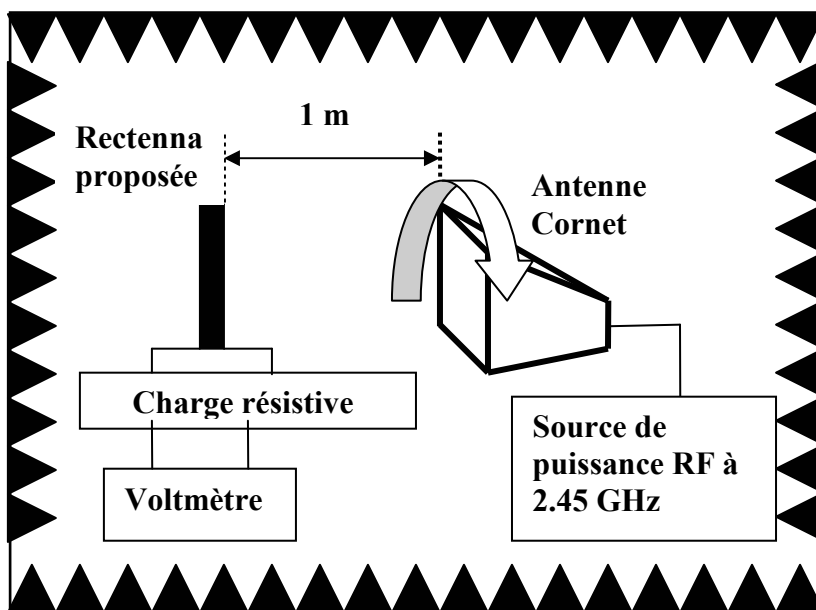 1 m
Rectenna
proposée
Antenne
Cornet
Charge résistive
Voltmètre
Source de
puissance RF à
2.45 GHz